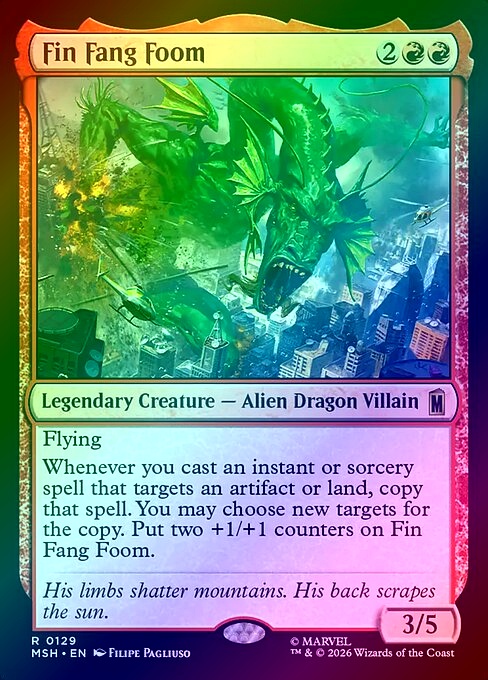 Fin Fang Foom 2
Legendary Creature — Alien Dragon Villain M
Flying
Whenever you cast an instant or sorcery
spell that targets an artifact or land, copy
that spell. You may choose new targets for
the copy. Put two +1/+1 counters on Fin
Fang Foom.
His limbs shatter mountains. His back scrapes
the sun.
3/5
R 0129
MSH • EN Filipe Pagliuso
© MARVEL
™ & © 2026 Wizards of the Coast